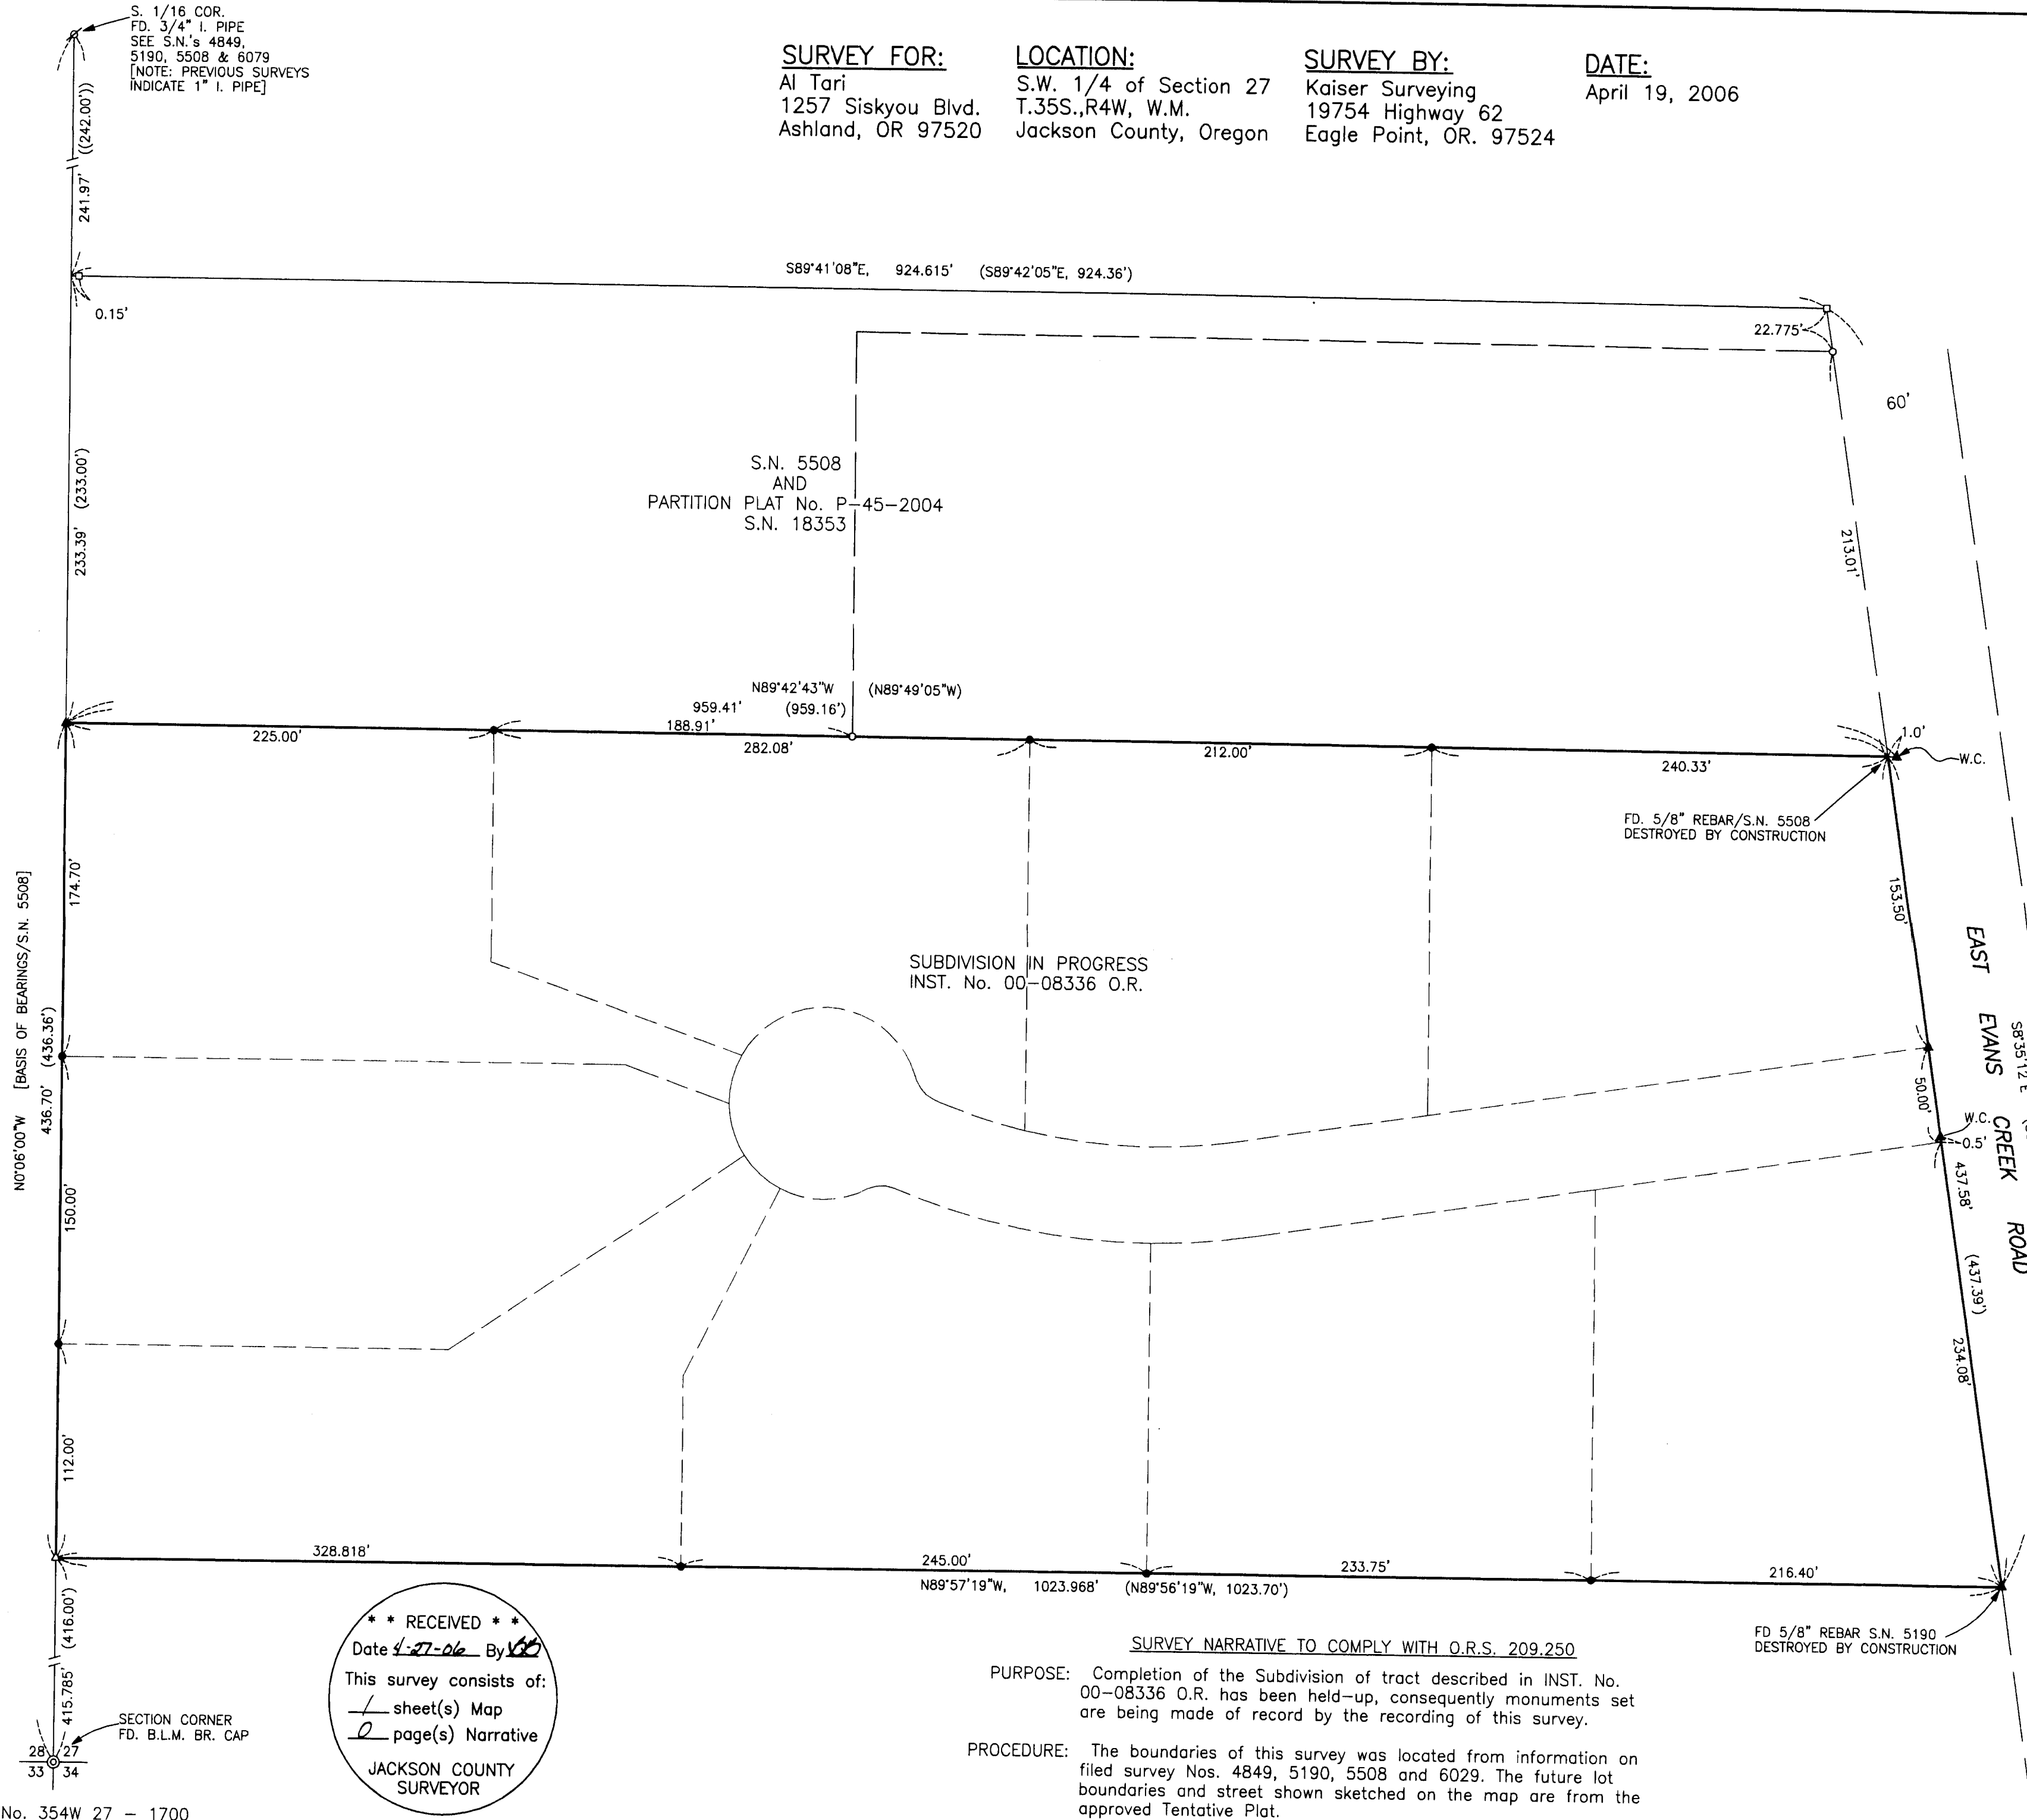 S. 1/16 COR.
FD. 3/4" I. PIPE
SEE S.N.'s 4849,
5190, 5508 & 6079
[NOTE: PREVIOUS SURVEYS
INDICATE 1" I. PIPE]
SURVEY FOR:
Al Tari
1257 Siskyou Blvd.
Ashland, OR 97520
LOCATION:
S.W. 1/4 of Section 27
T.35S.,R4W, W.M.
Jackson County, Oregon
SURVEY BY:
Kaiser Surveying
19754 Highway 62
Eagle Point, OR. 97524
DATE:
April 19, 2006
241.97' ((242.00'))
S89°41'08"E, 924.615' (S89°42'05"E, 924.36')
0.15'
22.775'
60'
233.39' (233.00')
S.N. 5508
AND
PARTITION PLAT No. P-45-2004
S.N. 18353
213.01'
N89°42'43"W (N89°49'05"W)
959.41' (959.16')
188.91'
225.00'
282.08'
212.00'
240.33'
1.0'
W.C.
FD. 5/8" REBAR/S.N. 5508
DESTROYED BY CONSTRUCTION
174.70'
N0°06'00"W [BASIS OF BEARINGS/S.N. 5508]
436.70' (436.36')
153.50'
SUBDIVISION IN PROGRESS
INST. No. 00-08336 O.R.
EAST EVANS CREEK ROAD
S8°35'12"E
50.00'
W.C.
0.5'
437.58' (437.39')
150.00'
234.08'
112.00'
328.818'
245.00'
233.75'
216.40'
N89°57'19"W, 1023.968' (N89°56'19"W, 1023.70')
FD 5/8" REBAR S.N. 5190
DESTROYED BY CONSTRUCTION
415.785' (416.00')
SECTION CORNER
FD. B.L.M. BR. CAP
28 27
33 34
* * RECEIVED * *
Date 4-27-06 By
This survey consists of:
1 sheet(s) Map
0 page(s) Narrative
JACKSON COUNTY
SURVEYOR
SURVEY NARRATIVE TO COMPLY WITH O.R.S. 209.250
PURPOSE: Completion of the Subdivision of tract described in INST. No.
00-08336 O.R. has been held-up, consequently monuments set
are being made of record by the recording of this survey.
PROCEDURE: The boundaries of this survey was located from information on
filed survey Nos. 4849, 5190, 5508 and 6029. The future lot
boundaries and street shown sketched on the map are from the
approved Tentative Plat.
No. 354W 27 - 1700